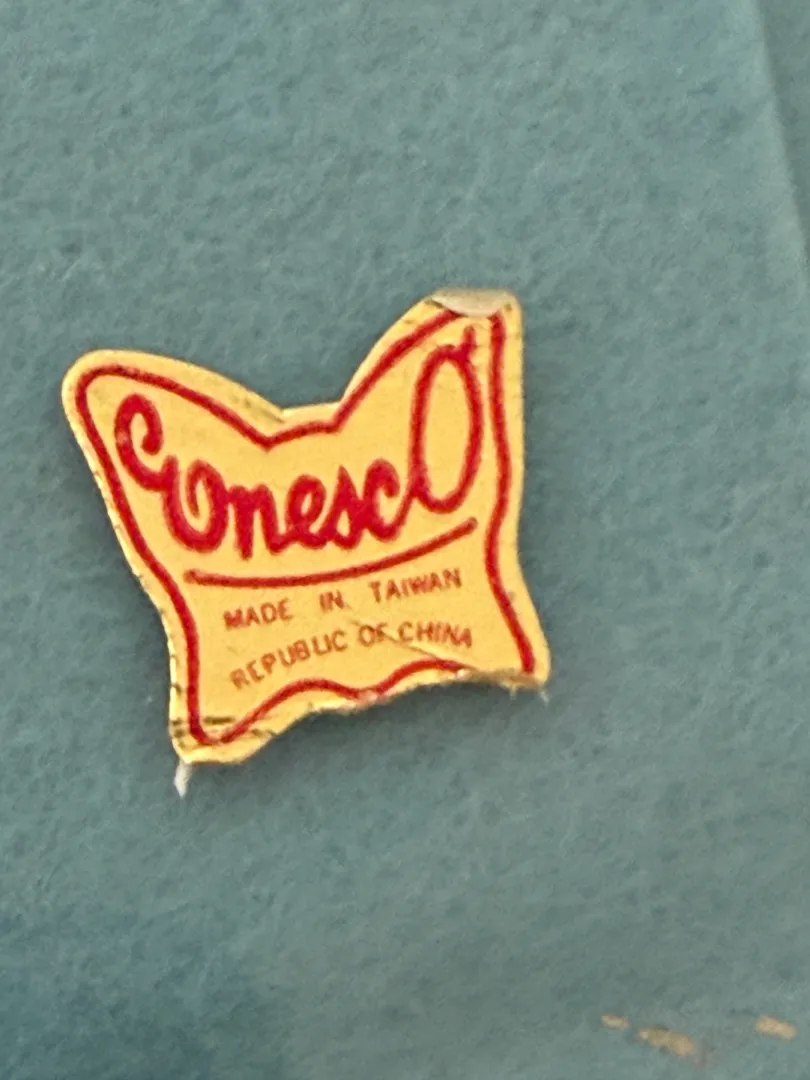 Enesco
MADE IN TAIWAN
REPUBLIC OF CHINA